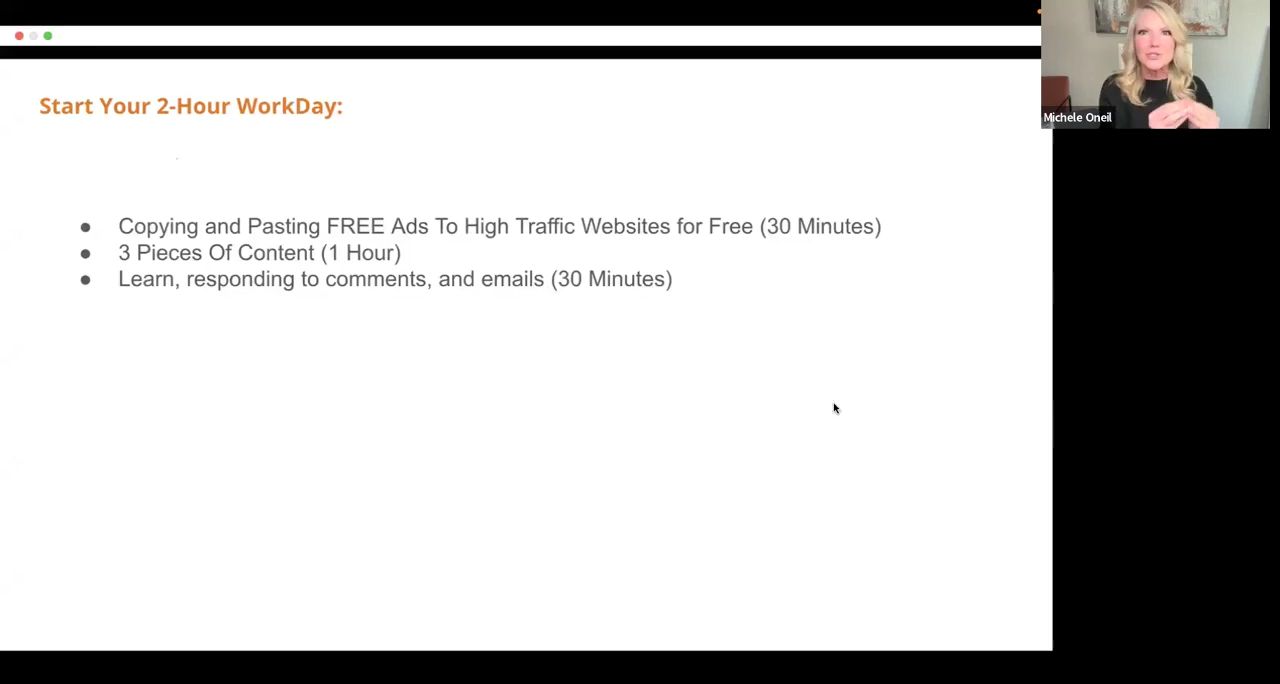 Start Your 2-Hour WorkDay:
Michele Oneil
● Copying and Pasting FREE Ads To High Traffic Websites for Free (30 Minutes)
● 3 Pieces Of Content (1 Hour)
● Learn, responding to comments, and emails (30 Minutes)